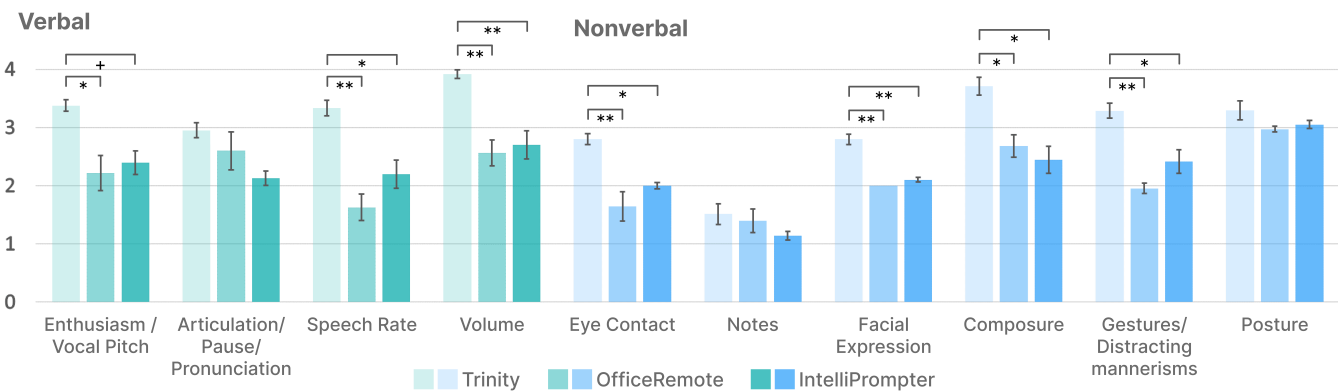 Verbal
Nonverbal
**
**
+
*
*
**
*
**
**
**
*
*
*
**
4
3
2
1
0
Enthusiasm /
Vocal Pitch
Articulation/
Pause/
Pronunciation
Speech Rate
Volume
Eye Contact
Notes
Facial
Expression
Composure
Gestures/
Distracting
mannerisms
Posture
Trinity
OfficeRemote
IntelliPrompter